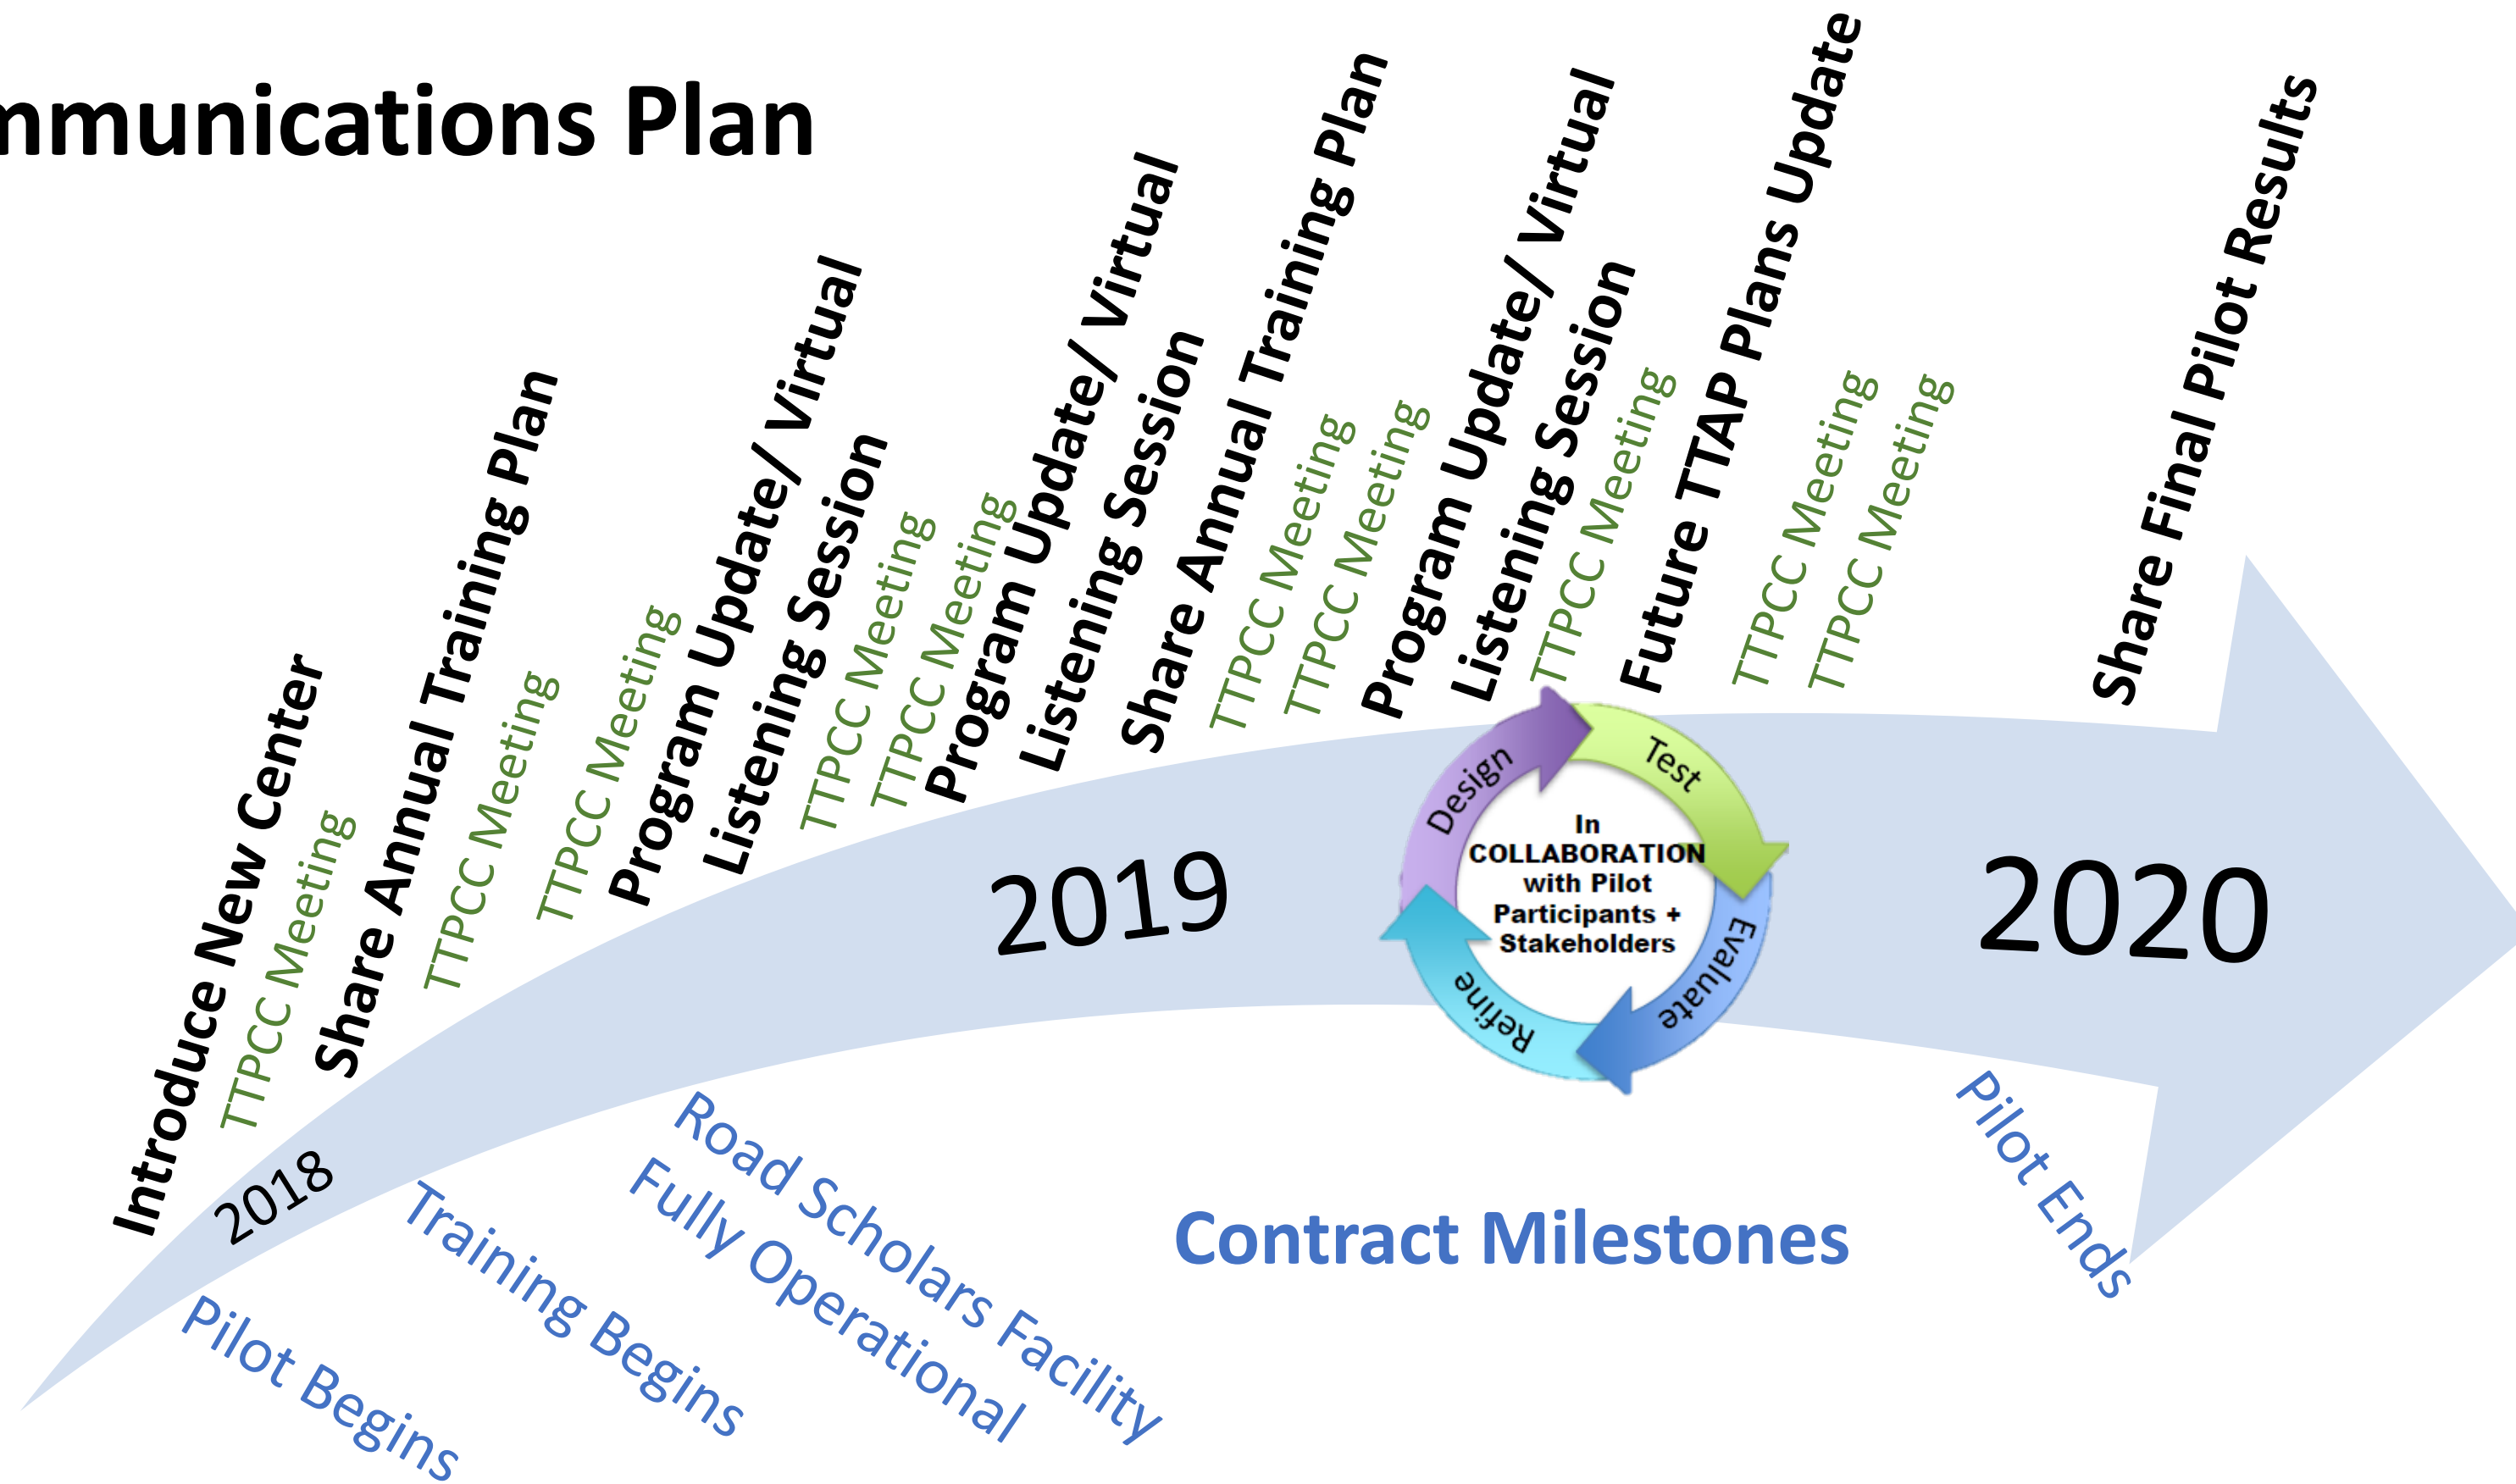 mmunications Plan
Introduce New Center
TTPCC Meeting
Share Annual Training Plan
TTPCC Meeting
TTPCC Meeting
Program Update/ Virtual
Listening Session
TTPCC Meeting
TTPCC Meeting
Program Update/ Virtual
Listening Session
Share Annual Training Plan
TTPCC Meeting
TTPCC Meeting
Program Update/ Virtual
Listening Session
TTPCC Meeting
Future TTAP Plans Update
TTPCC Meeting
TTPCC Meeting
Share Final Pilot Results
2018
2019
2020
Design
Test
Evaluate
Refine
In
COLLABORATION
with Pilot
Participants +
Stakeholders
Pilot Begins
Training Begins
Road Scholars Facility
Fully Operational
Contract Milestones
Pilot Ends